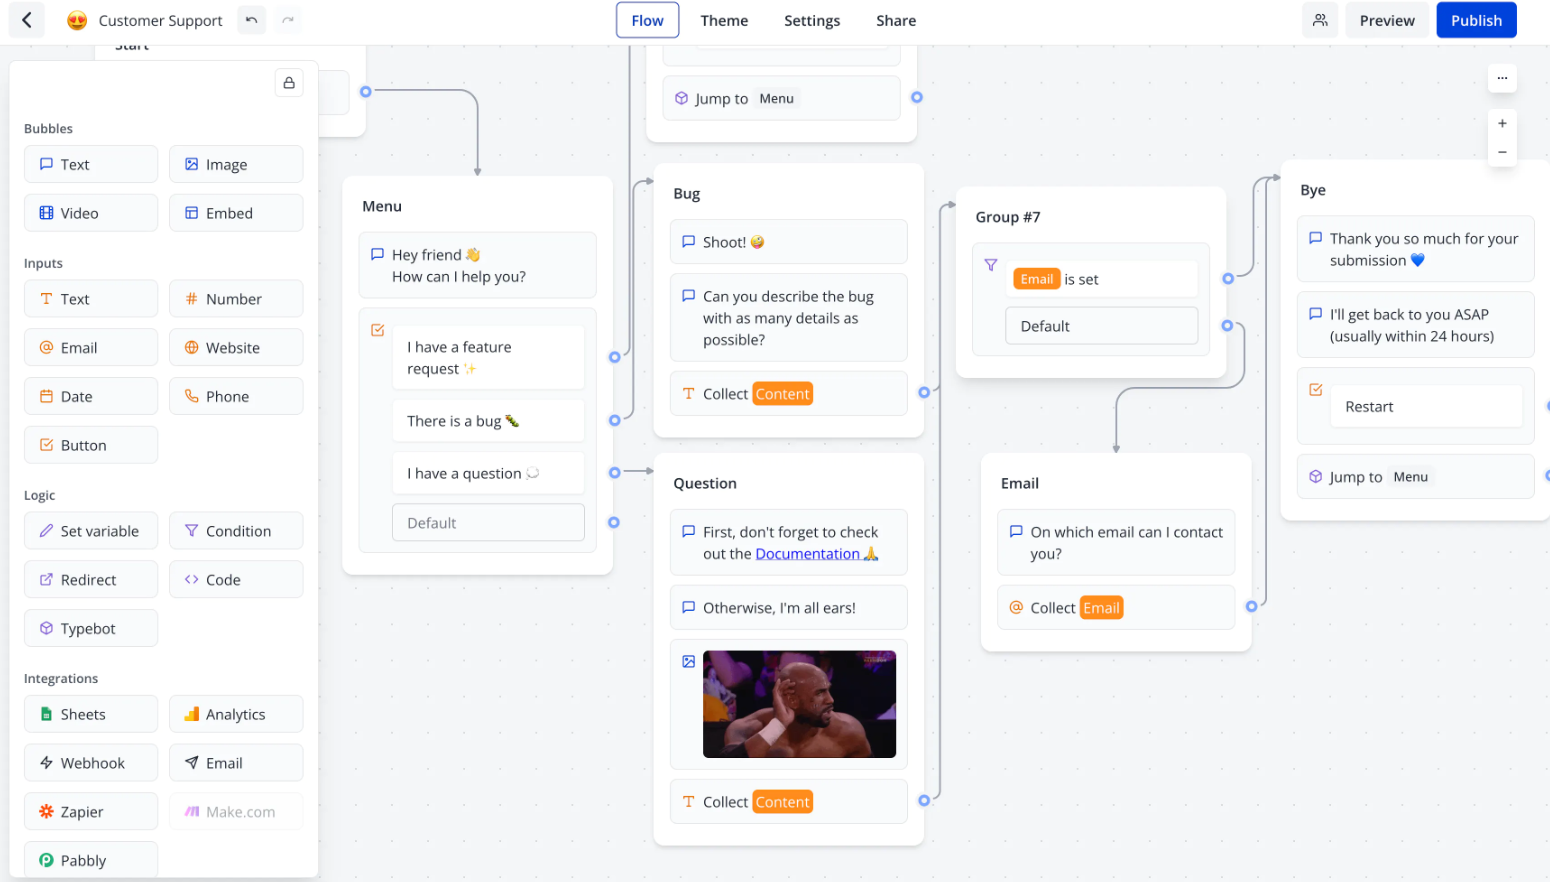 Customer Support
Flow
Theme
Settings
Share
Preview
Publish
Start
Bubbles
Text
Image
Video
Embed
Inputs
Text
Number
Email
Website
Date
Phone
Button
Logic
Set variable
Condition
Redirect
Code
Typebot
Integrations
Sheets
Analytics
Webhook
Email
Zapier
Make.com
Pabbly
Menu
Hey friend 👋
How can I help you?
I have a feature
request ✨
There is a bug 🐛
I have a question 💭
Default
Jump to Menu
Bug
Shoot! 🤪
Can you describe the bug
with as many details as
possible?
Collect Content
Question
First, don't forget to check
out the Documentation 🙏
Otherwise, I'm all ears!
Collect Content
Group #7
Email is set
Default
Email
On which email can I contact
you?
Collect Email
Bye
Thank you so much for your
submission 💙
I'll get back to you ASAP
(usually within 24 hours)
Restart
Jump to Menu